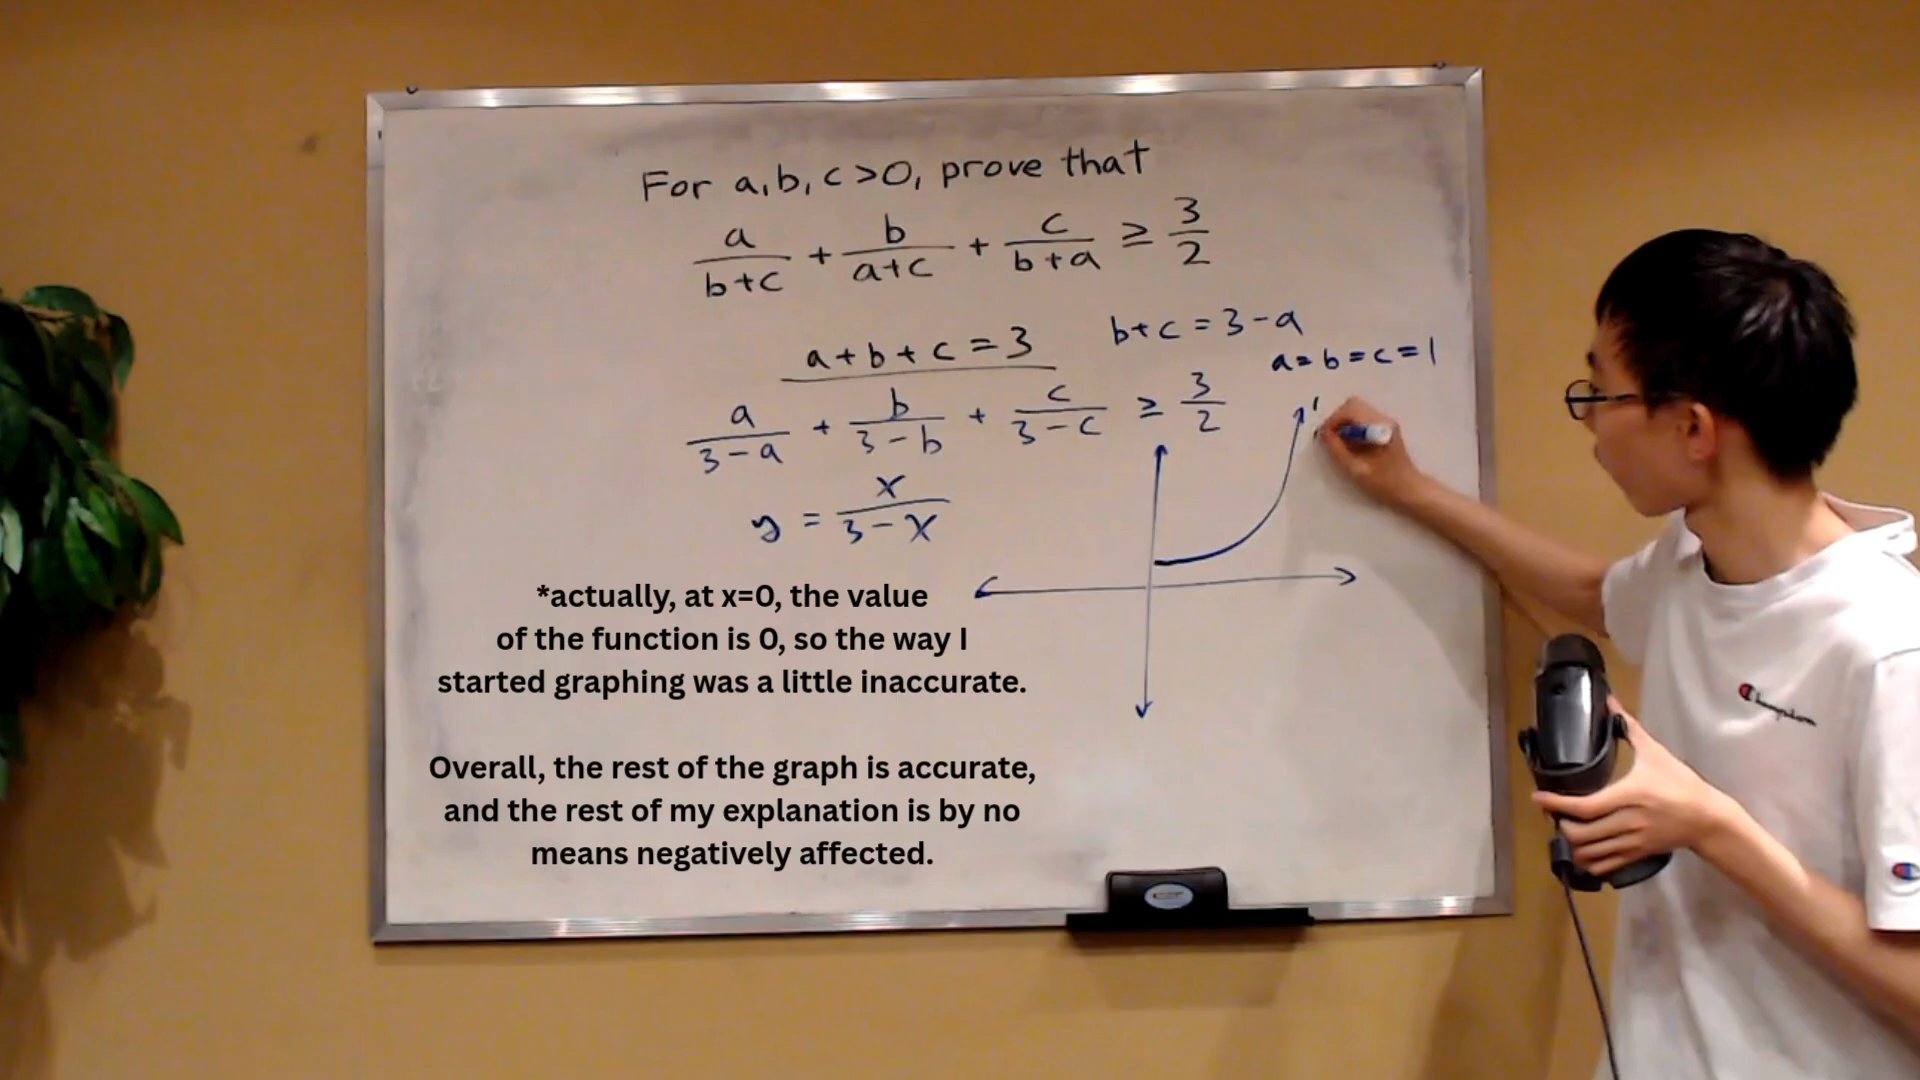 For a, b, c > 0, prove that
a/(b+c) + b/(a+c) + c/(b+a) ≥ 3/2
a + b + c = 3
b + c = 3 - a
a = b = c = 1
a/(3-a) + b/(3-b) + c/(3-c) ≥ 3/2
y = x/(3-x)
*actually, at x=0, the value
of the function is 0, so the way I
started graphing was a little inaccurate.
Overall, the rest of the graph is accurate,
and the rest of my explanation is by no
means negatively affected.
Champion